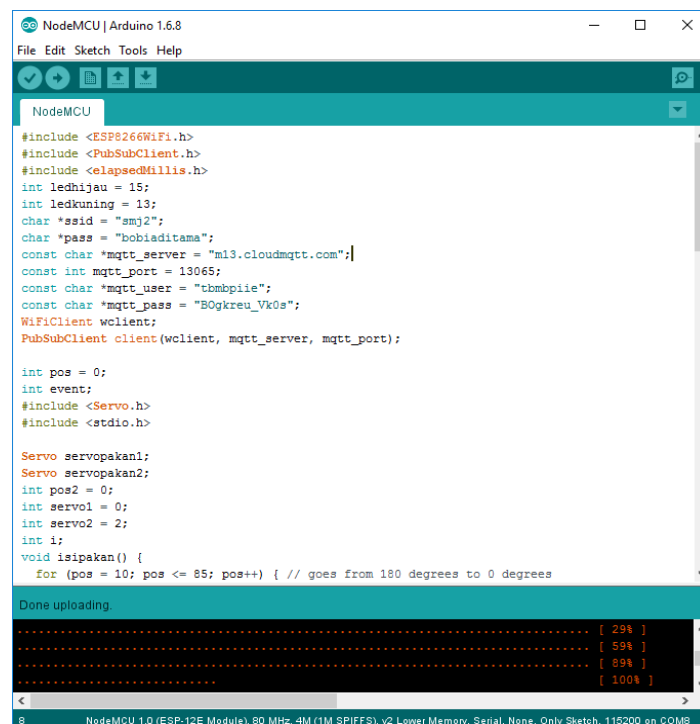 NodeMCU | Arduino 1.6.8
File Edit Sketch Tools Help
NodeMCU
#include <ESP8266WiFi.h>
#include <PubSubClient.h>
#include <elapsedMillis.h>
int ledhijau = 15;
int ledkuning = 13;
char *ssid = "smj2";
char *pass = "bobiaditama";
const char *mqtt_server = "m13.cloudmqtt.com";
const int mqtt_port = 13065;
const char *mqtt_user = "tbmbpiie";
const char *mqtt_pass = "BOgkreu_Vk0s";
WiFiClient wclient;
PubSubClient client(wclient, mqtt_server, mqtt_port);
int pos = 0;
int event;
#include <Servo.h>
#include <stdio.h>
Servo servopakan1;
Servo servopakan2;
int pos2 = 0;
int servo1 = 0;
int servo2 = 2;
int i;
void isipakan() {
for (pos = 10; pos <= 85; pos++) { // goes from 180 degrees to 0 degrees
Done uploading.
................................................................................ [ 29% ]
................................................................................ [ 59% ]
................................................................................ [ 89% ]
............................ [ 100% ]
8 NodeMCU 1.0 (ESP-12E Module), 80 MHz, 4M (1M SPIFFS), v2 Lower Memory, Serial, None, Only Sketch, 115200 on COM8